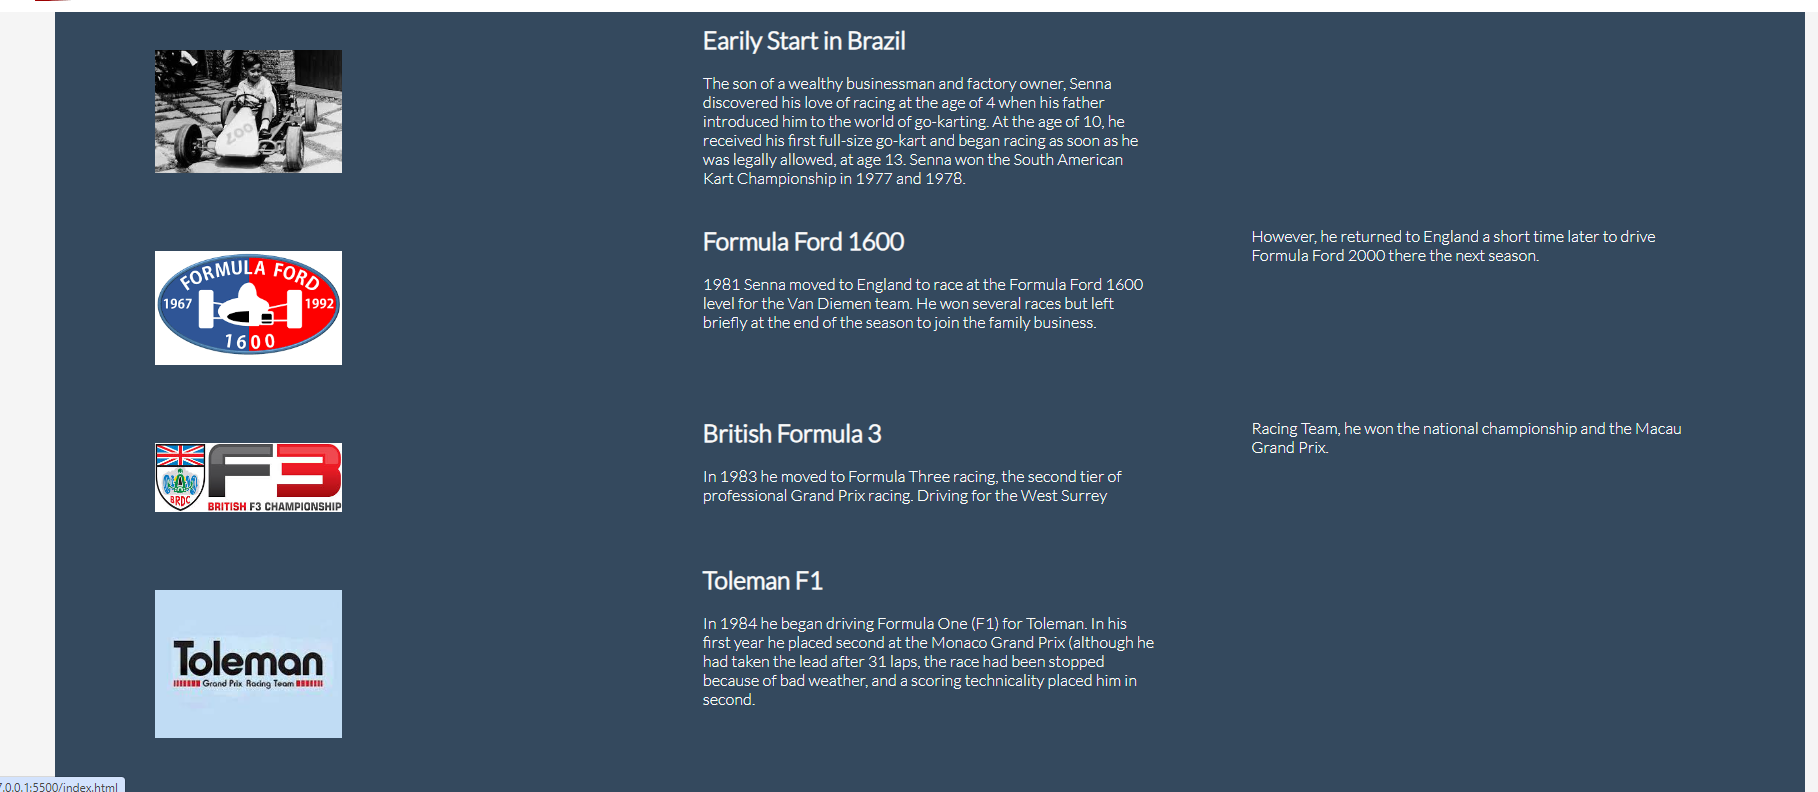 Earily Start in Brazil
The son of a wealthy businessman and factory owner, Senna
discovered his love of racing at the age of 4 when his father
introduced him to the world of go-karting. At the age of 10, he
received his first full-size go-kart and began racing as soon as he
was legally allowed, at age 13. Senna won the South American
Kart Championship in 1977 and 1978.
ZOO
Formula Ford 1600
1981 Senna moved to England to race at the Formula Ford 1600
level for the Van Diemen team. He won several races but left
briefly at the end of the season to join the family business.
However, he returned to England a short time later to drive
Formula Ford 2000 there the next season.
FORMULA FORD
1967 1992
1600
British Formula 3
In 1983 he moved to Formula Three racing, the second tier of
professional Grand Prix racing. Driving for the West Surrey
Racing Team, he won the national championship and the Macau
Grand Prix.
F3
BRDC
BRITISH F3 CHAMPIONSHIP
Toleman F1
In 1984 he began driving Formula One (F1) for Toleman. In his
first year he placed second at the Monaco Grand Prix (although he
had taken the lead after 31 laps, the race had been stopped
because of bad weather, and a scoring technicality placed him in
second.
Toleman
Grand Prix Racing Team
7.0.0.1:5500/index.html